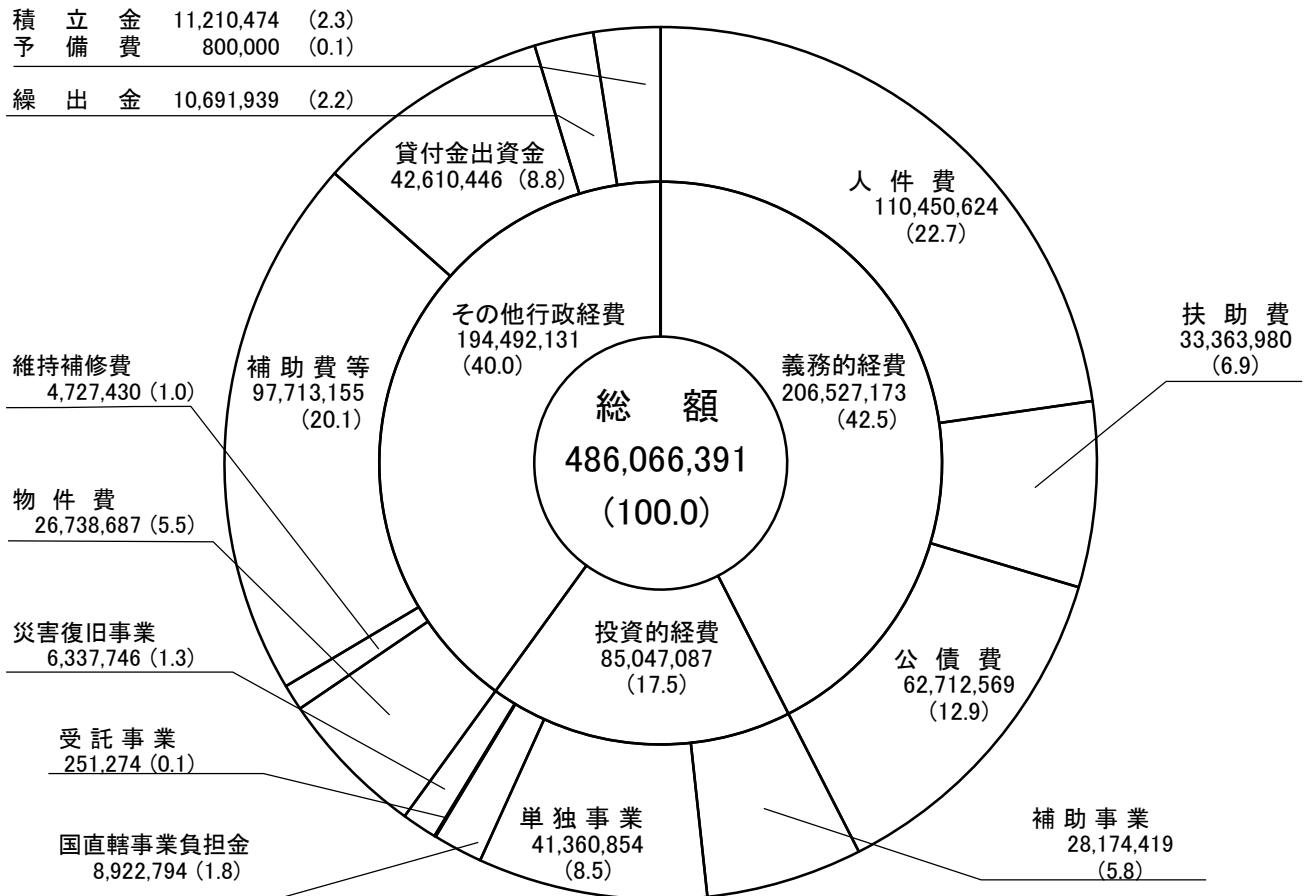 積 立 金 11,210,474 (2.3)
予 備 費 800,000 (0.1)
繰 出 金 10,691,939 (2.2)
貸付金出資金
42,610,446 (8.8)
人 件 費
110,450,624
(22.7)
扶 助 費
33,363,980
(6.9)
その他行政経費
194,492,131
(40.0)
義務的経費
206,527,173
(42.5)
維持補修費
4,727,430 (1.0)
補 助 費 等
97,713,155
(20.1)
総 額
486,066,391
(100.0)
物 件 費
26,738,687 (5.5)
災害復旧事業
6,337,746 (1.3)
投資的経費
85,047,087
(17.5)
公 債 費
62,712,569
(12.9)
受 託 事 業
251,274 (0.1)
国直轄事業負担金
8,922,794 (1.8)
単 独 事 業
41,360,854
(8.5)
補 助 事 業
28,174,419
(5.8)